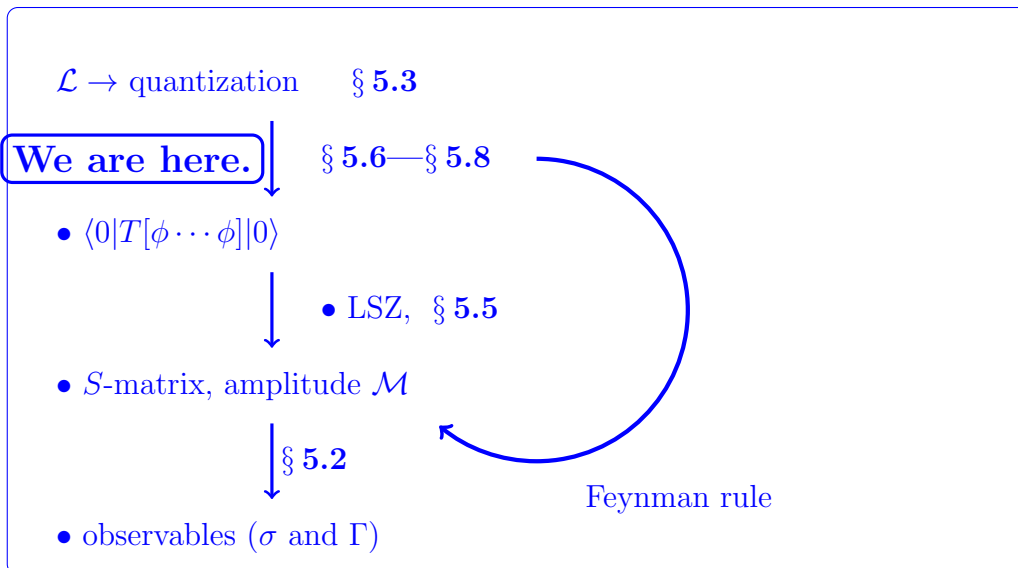 ℒ → quantization § 5.3
We are here. § 5.6—§ 5.8
• ⟨0|T[ϕ⋯ϕ]|0⟩
• LSZ, § 5.5
• S-matrix, amplitude ℳ
§ 5.2
Feynman rule
• observables (σ and Γ)